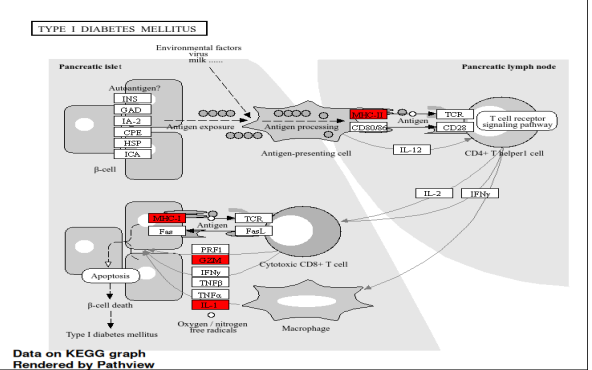 TYPE 1 DIABETES MELLITUS
Environmental factors
virus
milk ......
Pancreatic islet
Pancreatic lymph node
Autoantigen?
INS
GAD
IA-2
CPE
HSP
ICA
β-cell
Antigen exposure
Antigen processing
Antigen-presenting cell
MHC-II
CD80/86
Antigen
TCR
CD28
T cell receptor
signaling pathway
IL-12
CD4+ T helper1 cell
IL-2
IFNγ
MHC-I
Fas
Antigen
TCR
FasL
PRF1
GZM
IFNγ
TNFβ
TNFα
IL-1
Oxygen / nitrogen
free radicals
Cytotoxic CD8+ T cell
Macrophage
Apoptosis
β-cell death
Type I diabetes mellitus
Data on KEGG graph
Rendered by Pathview